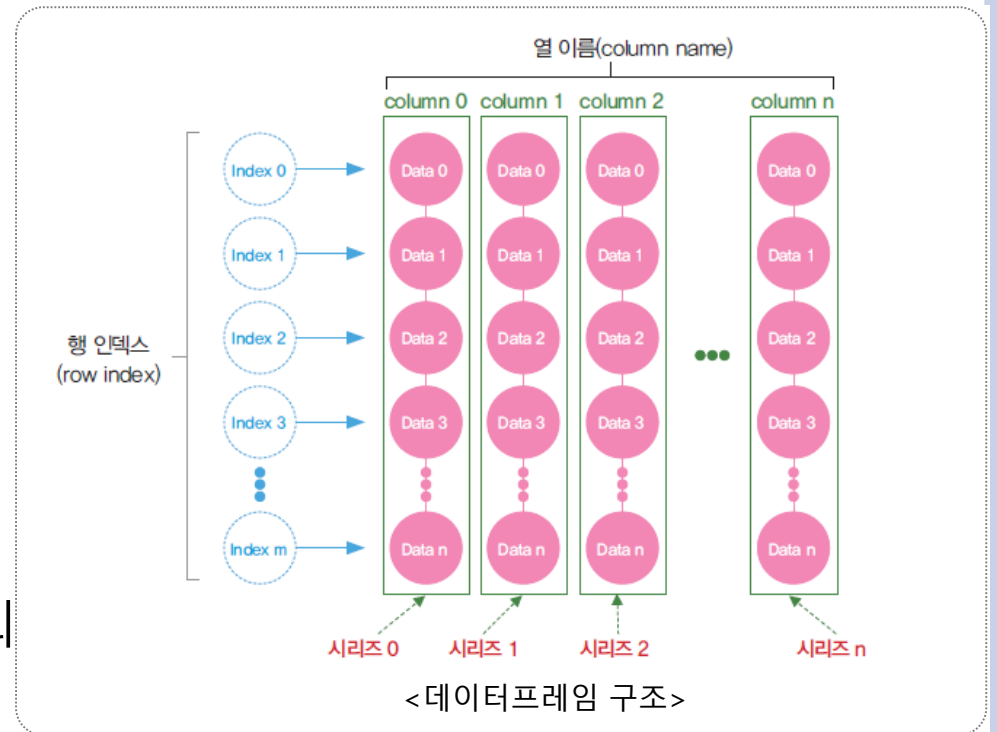 열 이름(column name)
column 0 column 1 column 2 column n
Index 0 Data 0 Data 0 Data 0 Data 0
Index 1 Data 1 Data 1 Data 1 Data 1
Index 2 Data 2 Data 2 Data 2 Data 2
행 인덱스
(row index)
Index 3 Data 3 Data 3 Data 3 Data 3
Index m Data n Data n Data n Data n
시리즈 0 시리즈 1 시리즈 2 시리즈 n
<데이터프레임 구조>